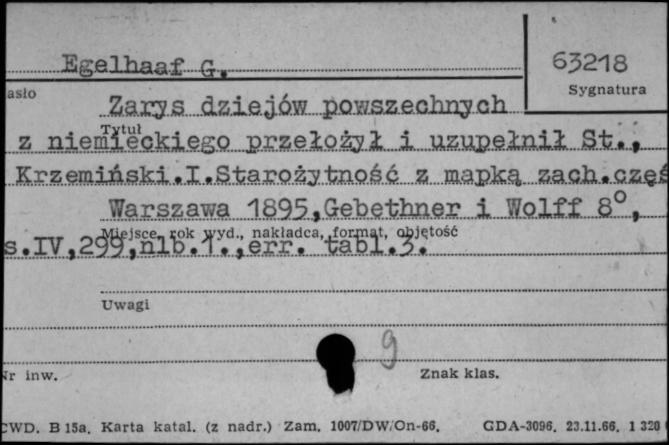 Egelhaaf G.
63218
asło
Sygnatura
Zarys dziejów powszechnych
Tytuł
z niemieckiego przełożył i uzupełnił St.,
Krzemiński.I.Starożytność z mapką zach.częś
Warszawa 1895,Gebethner i Wolff 8°,
Miejsce, rok wyd., nakładca, format, objętość
s.IV,299,nlb.1.,err. tabl.3.
Uwagi
9
Nr inw.
Znak klas.
CWD. B 15a. Karta katal. (z nadr.) Zam. 1007/DW/On-66. GDA-3096. 23.11.66. 1 320